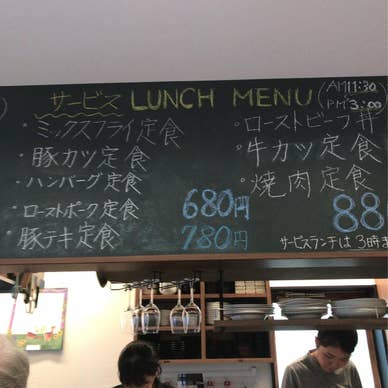 サービス LUNCH MENU (AM11:30 PM3:00
・ミックスフライ定食
・豚カツ定食
・ハンバーグ定食
・ローストポーク定食 680円
・豚テキ定食 780円
・ローストビーフ丼
・牛カツ定食
・焼肉定食
88
サービスランチは3時ま